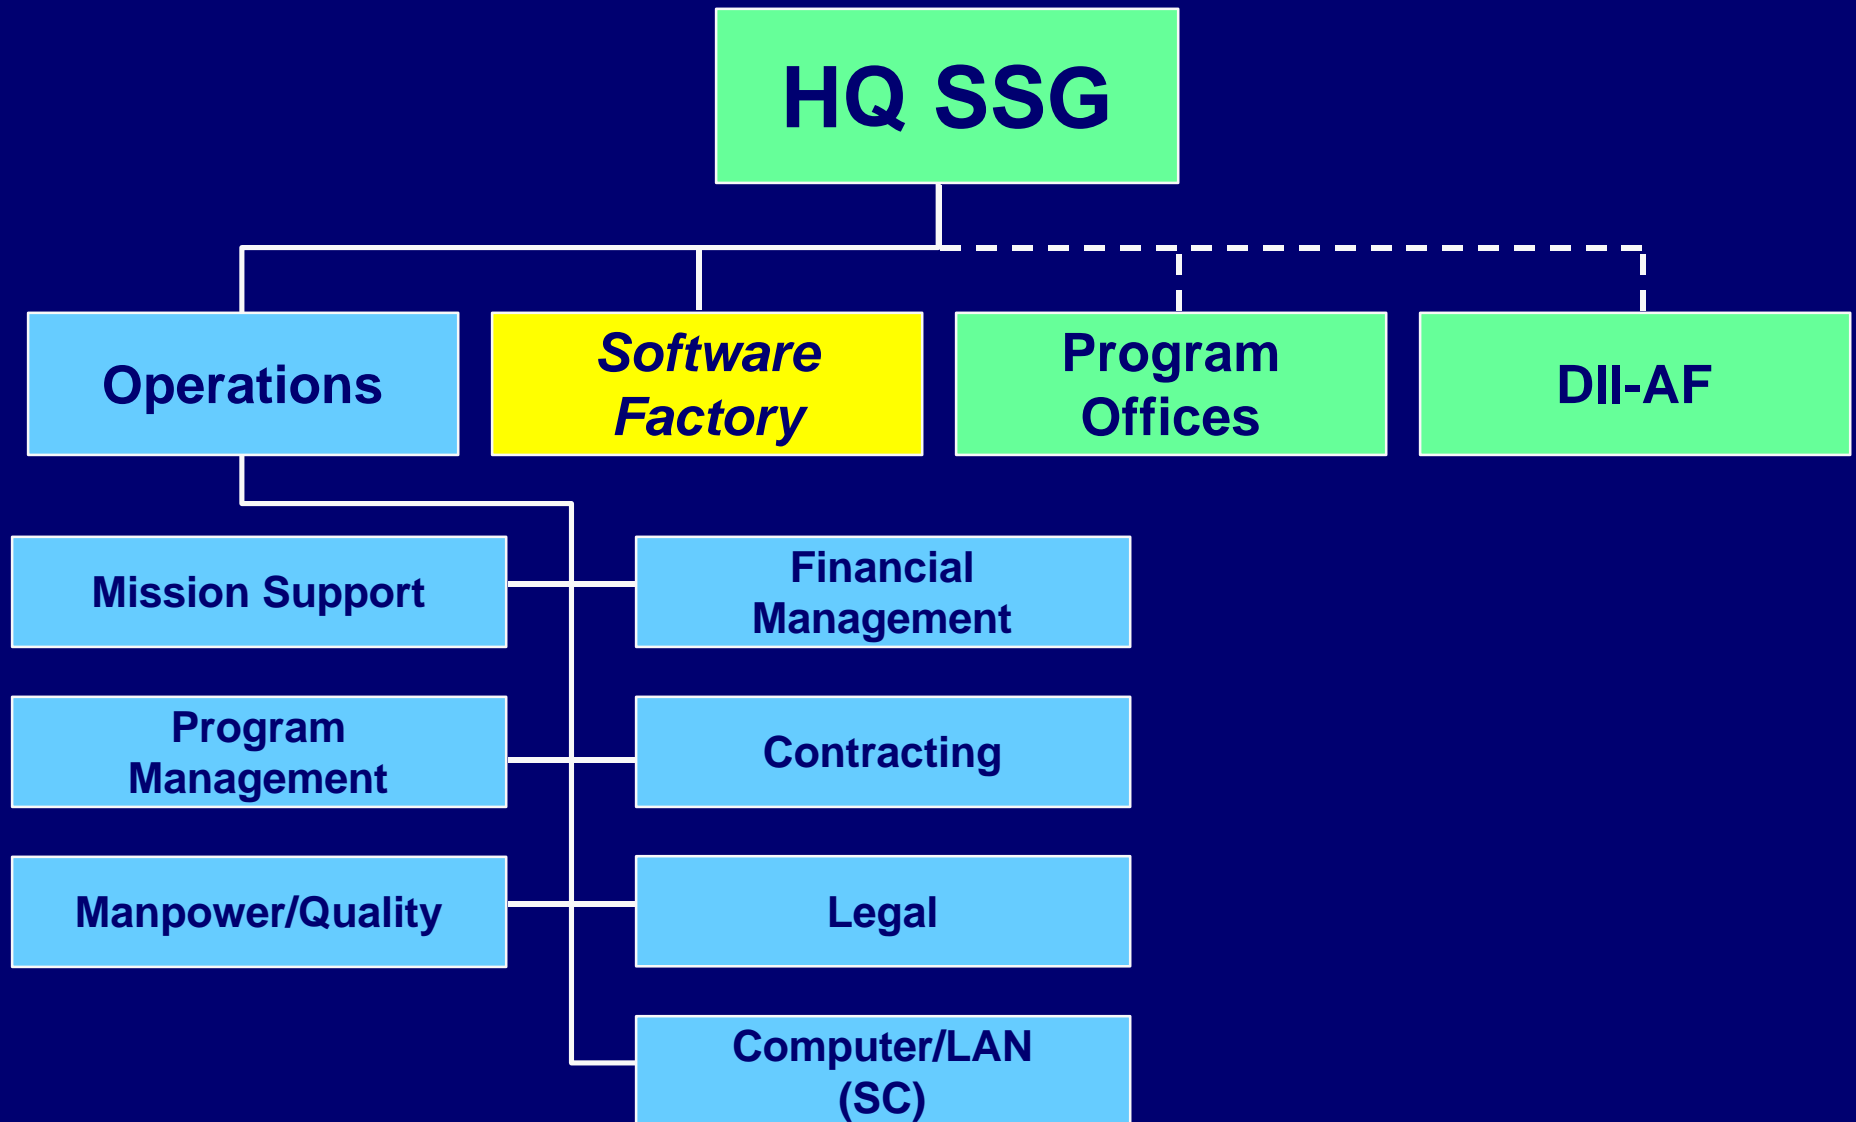 HQ SSG
Operations
Software
Factory
Program
Offices
DII-AF
Mission Support
Financial
Management
Program
Management
Contracting
Manpower/Quality
Legal
Computer/LAN
(SC)